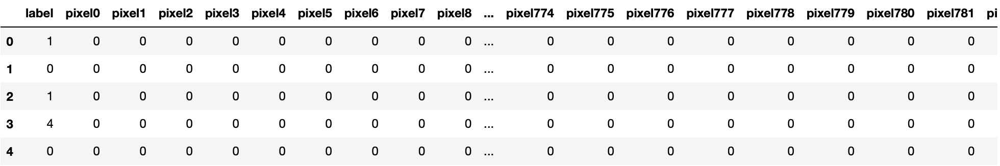 label pixel0 pixel1 pixel2 pixel3 pixel4 pixel5 pixel6 pixel7 pixel8 ... pixel774 pixel775 pixel776 pixel777 pixel778 pixel779 pixel780 pixel781 pi
0 1 0 0 0 0 0 0 0 0 0 ... 0 0 0 0 0 0 0 0
1 0 0 0 0 0 0 0 0 0 0 ... 0 0 0 0 0 0 0 0
2 1 0 0 0 0 0 0 0 0 0 ... 0 0 0 0 0 0 0 0
3 4 0 0 0 0 0 0 0 0 0 ... 0 0 0 0 0 0 0 0
4 0 0 0 0 0 0 0 0 0 0 ... 0 0 0 0 0 0 0 0